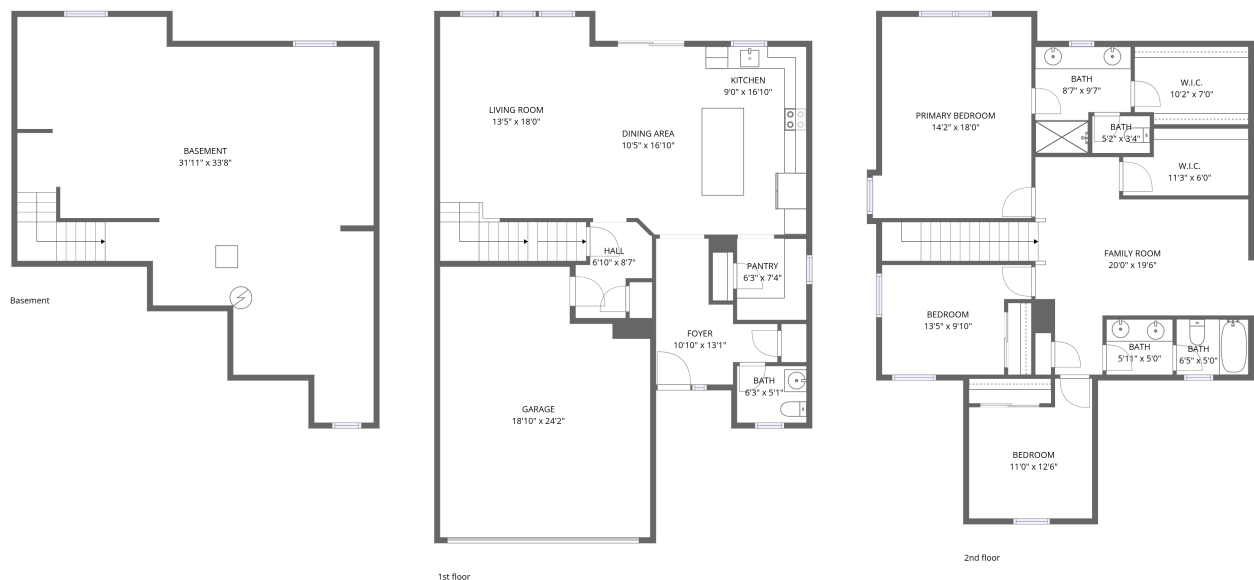 BASEMENT
31'11" x 33'8"
Basement
LIVING ROOM
13'5" x 18'0"
DINING AREA
10'5" x 16'10"
KITCHEN
9'0" x 16'10"
HALL
6'10" x 8'7"
PANTRY
6'3" x 7'4"
FOYER
10'10" x 13'1"
BATH
6'3" x 5'1"
GARAGE
18'10" x 24'2"
1st floor
PRIMARY BEDROOM
14'2" x 18'0"
BATH
8'7" x 9'7"
W.I.C.
10'2" x 7'0"
BATH
5'2" x 3'4"
W.I.C.
11'3" x 6'0"
FAMILY ROOM
20'0" x 19'6"
BEDROOM
13'5" x 9'10"
BATH
5'11" x 5'0"
BATH
6'5" x 5'0"
BEDROOM
11'0" x 12'6"
2nd floor